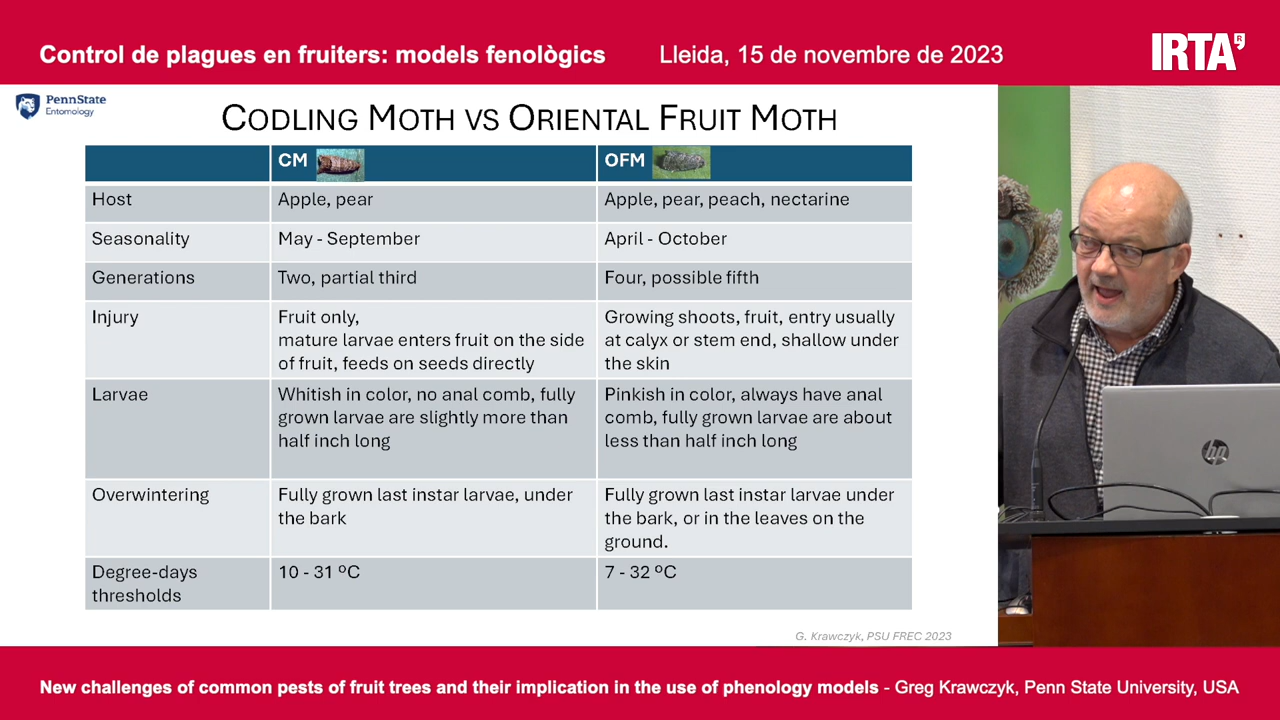 Control de plagues en fruiters: models fenològics Lleida, 15 de novembre de 2023
IRTA R
PennState
Entomology
CODLING MOTH VS ORIENTAL FRUIT MOTH
CM OFM
Host Apple, pear Apple, pear, peach, nectarine
Seasonality May - September April - October
Generations Two, partial third Four, possible fifth
Injury Fruit only, Growing shoots, fruit, entry usually
mature larvae enters fruit on the side at calyx or stem end, shallow under
of fruit, feeds on seeds directly the skin
Larvae Whitish in color, no anal comb, fully Pinkish in color, always have anal
grown larvae are slightly more than comb, fully grown larvae are about
half inch long less than half inch long
Overwintering Fully grown last instar larvae, under Fully grown last instar larvae under
the bark the bark, or in the leaves on the
ground.
Degree-days 10 - 31 ºC 7 - 32 ºC
thresholds
G. Krawczyk, PSU FREC 2023
hp
New challenges of common pests of fruit trees and their implication in the use of phenology models - Greg Krawczyk, Penn State University, USA